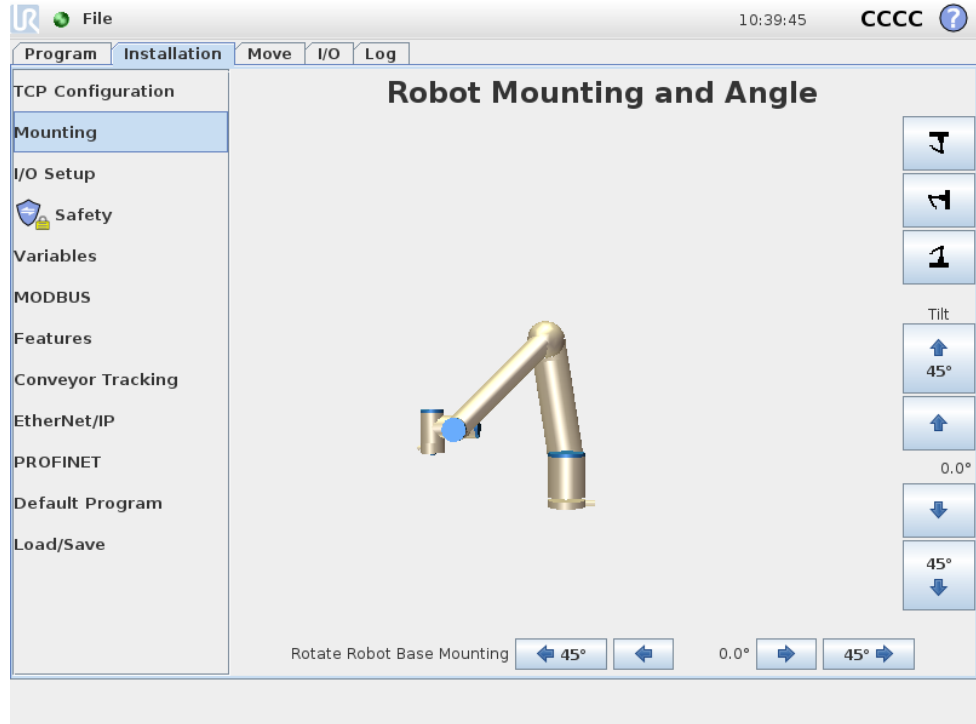 UR File 10:39:45 CCCC ?
Program Installation Move I/O Log
TCP Configuration
Robot Mounting and Angle
Mounting
I/O Setup
Safety
Variables
MODBUS
Features
Conveyor Tracking
EtherNet/IP
PROFINET
Default Program
Load/Save
Tilt
45°
0.0°
45°
Rotate Robot Base Mounting 45° 0.0° 45°